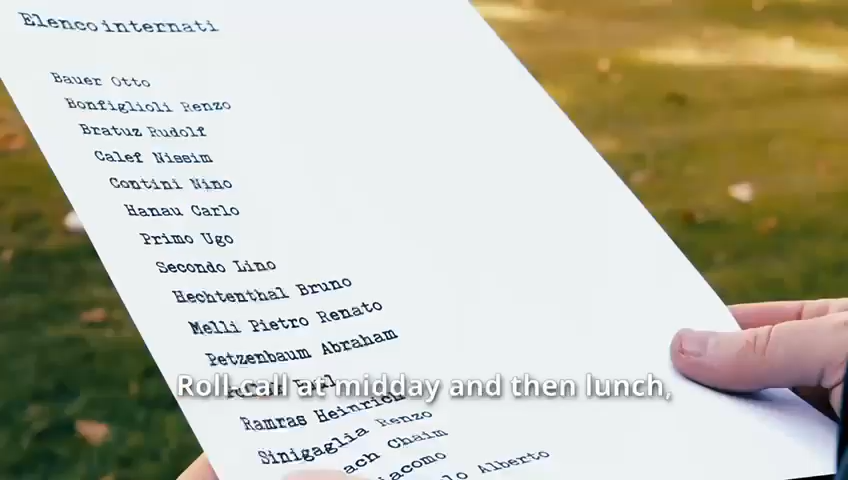 Elenco internati
Bauer Otto
Bonfiglioli Renzo
Bratuz Rudolf
Calef Nissim
Contini Nino
Hanau Carlo
Primo Ugo
Secondo Lino
Hechtenthal Bruno
Melli Pietro Renato
Petzenbaum Abraham
Roll-call at midday and then lunch,
Ramras Heinrich
Sinigaglia Renzo
Chaim
Alberto